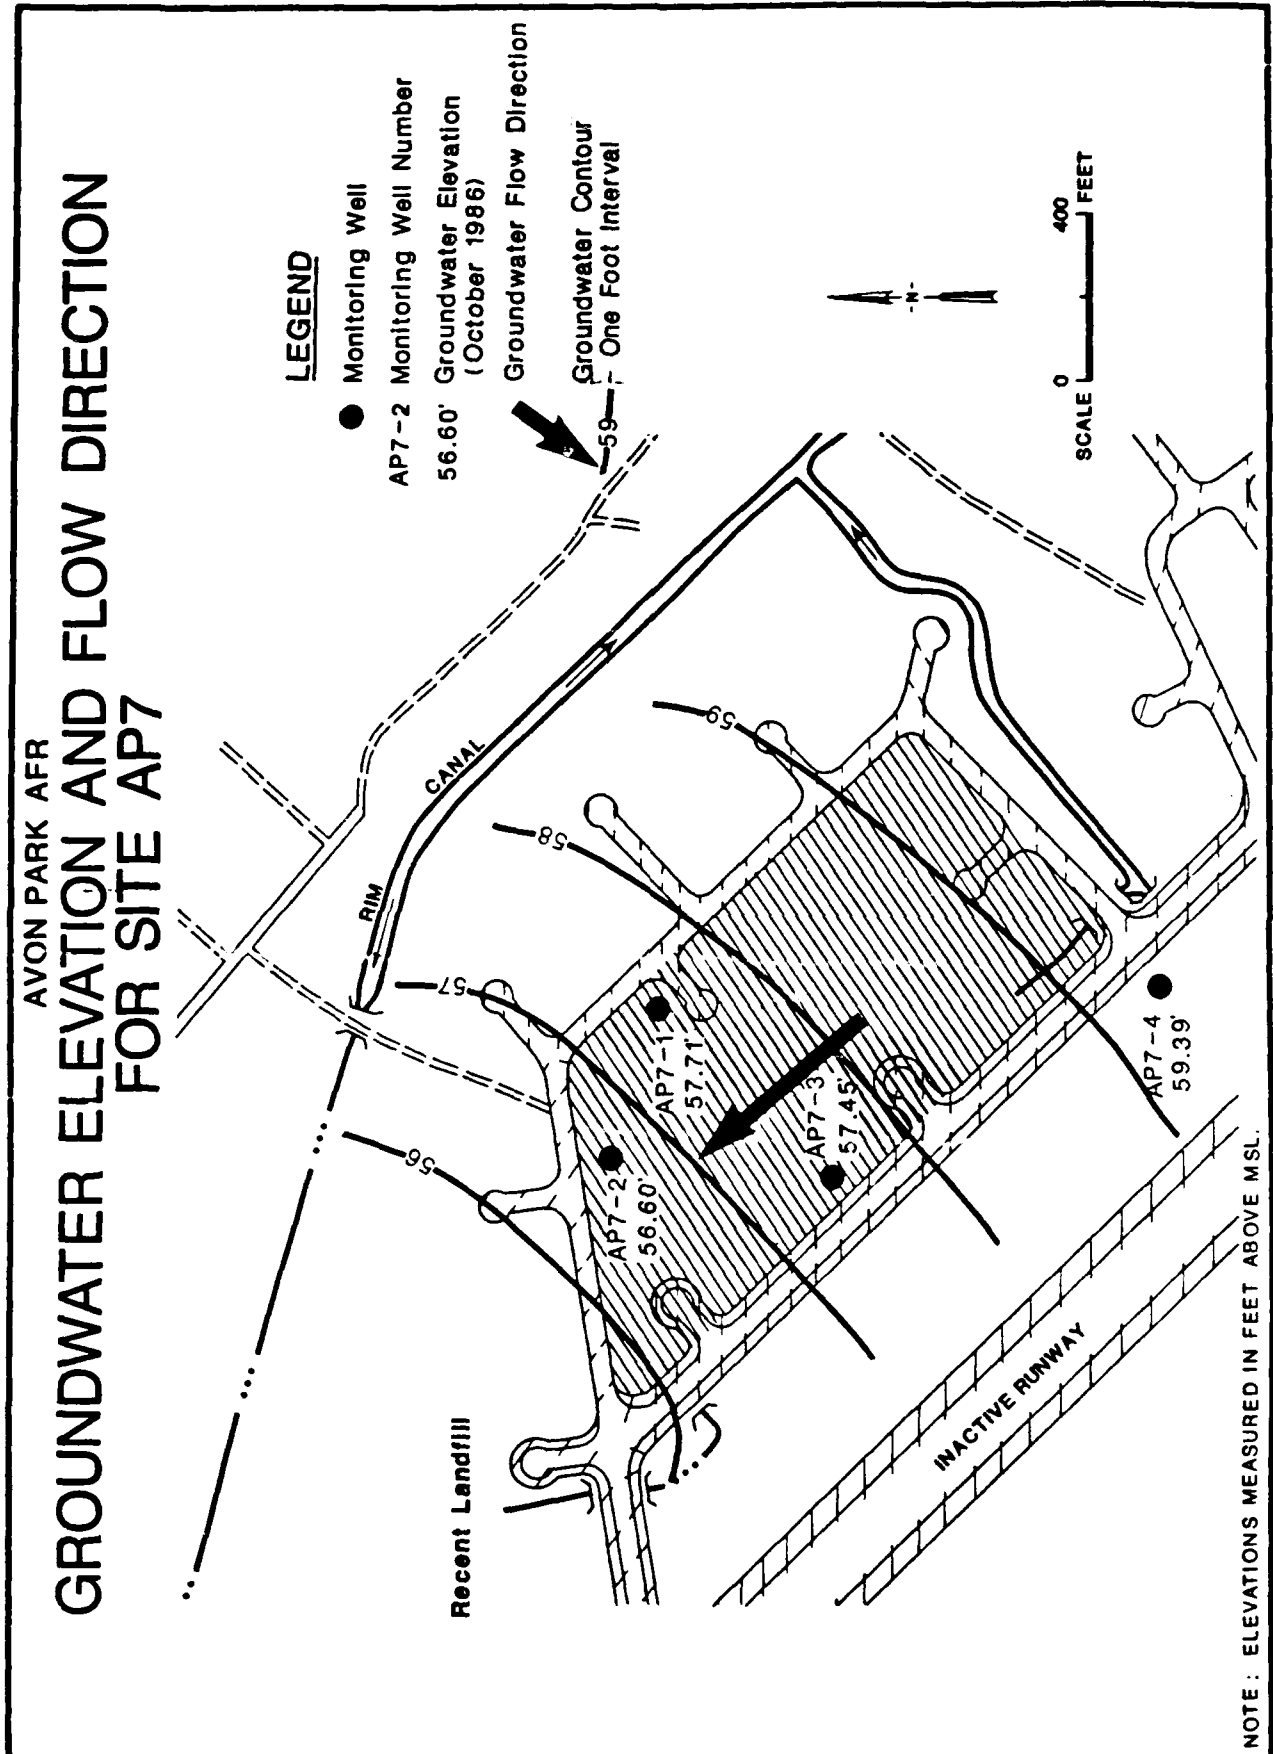 AVON PARK AFR
GROUNDWATER ELEVATION AND FLOW DIRECTION
FOR SITE AP7
LEGEND
Monitoring Well
AP7-2 Monitoring Well Number
56.60' Groundwater Elevation
(October 1986)
Groundwater Flow Direction
Groundwater Contour
59 One Foot Interval
RIM
CANAL
56
57
58
59
AP7-1
57.71'
AP7-2
56.60'
AP7-3
57.45'
AP7-4
59.39'
Recent Landfill
INACTIVE RUNWAY
-N-
0
400
SCALE
FEET
NOTE: ELEVATIONS MEASURED IN FEET ABOVE MSL.